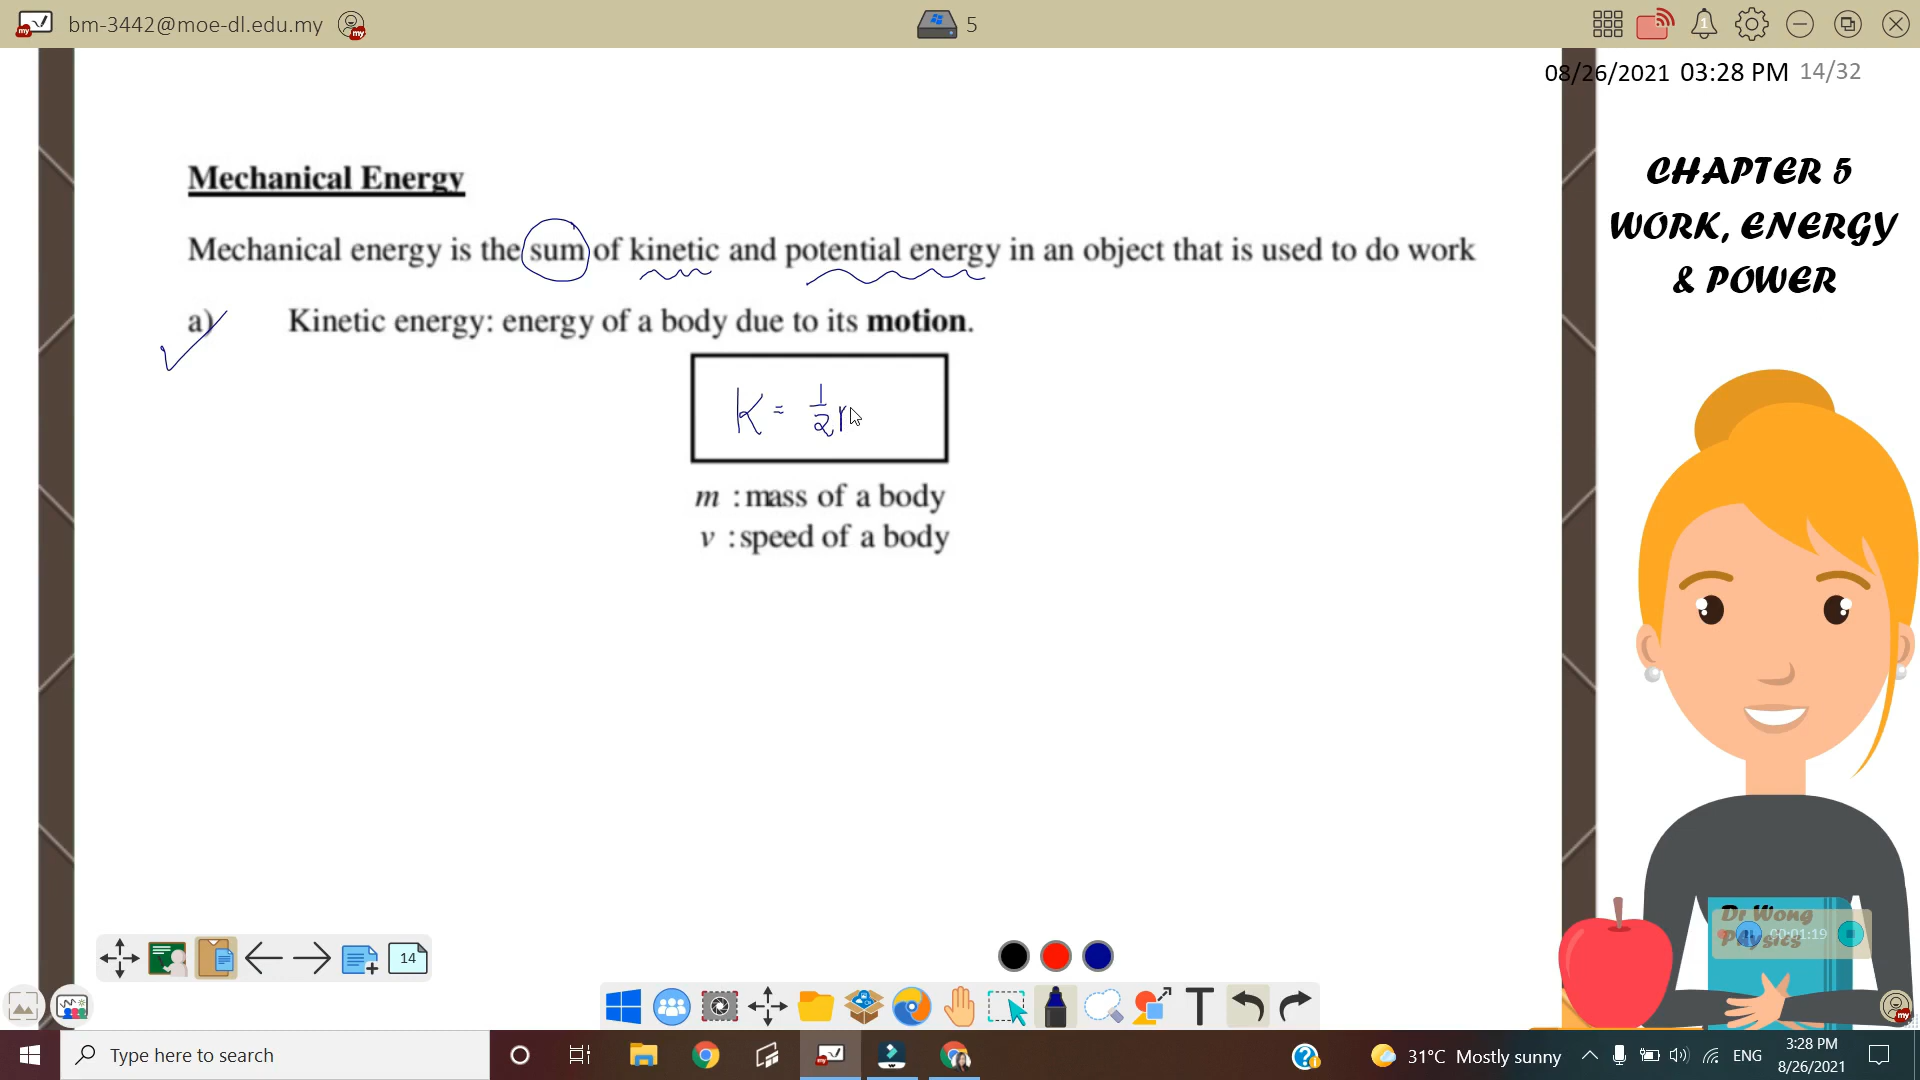 bm-3442@moe-dl.edu.my
5
1
08/26/2021 03:28 PM 14/32
CHAPTER 5
WORK, ENERGY
& POWER
Mechanical Energy
Mechanical energy is the sum of kinetic and potential energy in an object that is used to do work
a) Kinetic energy: energy of a body due to its motion.
K = 1/2
m : mass of a body
v : speed of a body
Dr Wong
Physics
00:01:19
14
T
Type here to search
31°C Mostly sunny
ENG
3:28 PM
8/26/2021